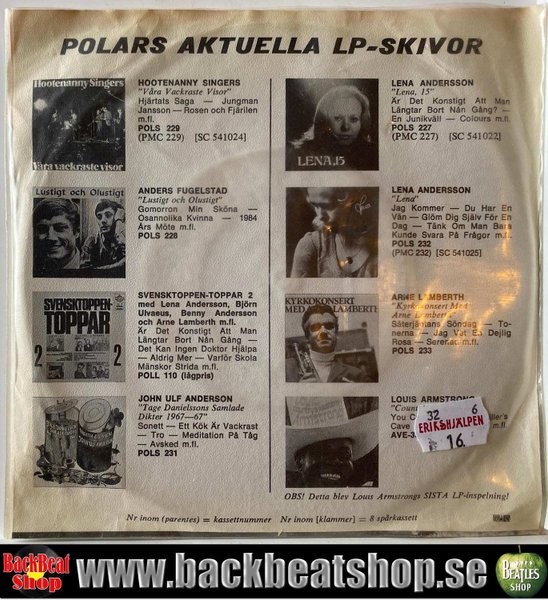 POLARS AKTUELLA LP-SKIVOR
Hootenanny Singers
Våra vackraste visor
HOOTENANNY SINGERS
"Våra Vackraste Visor"
Hjärtats Saga — Jungman
Jansson — Rosen och Fjärilen
m.fl.
POLS 229
(PMC 229) [SC 541024]
Lustigt och Olustigt
ANDERS FUGELSTAD
"Lustigt och Olustigt"
Gomorron Min Sköna —
Osannolika Kvinna — 1984
Års Möte m.fl.
POLS 228
SVENSKTOPPEN-
TOPPAR
2 2
SVENSKTOPPEN-TOPPAR 2
med Lena Andersson, Björn
Ulvaeus, Benny Andersson
och Arne Lamberth m.fl.
Är Det Konstigt Att Man
Längtar Bort Nån Gång —
Det Kan Ingen Doktor Hjälpa
— Aldrig Mer — Varför Skola
Mänskor Strida m.fl.
POLL 110 (lågpris)
JOHN ULF ANDERSON
"Tage Danielssons Samlade
Dikter 1967—67"
Sonett — Ett Kök Är Vackrast
— Tro — Meditation På Tåg
— Avsked m.fl.
POLS 231
LENA, 15
LENA ANDERSSON
"Lena, 15"
Är Det Konstigt Att Man
Längtar Bort Nån Gång? —
En Junikväll — Colours m.fl.
POLS 227
(PMC 227) [SC 541022]
Lena
LENA ANDERSSON
"Lena"
Jag Kommer — Du Har En
Vän — Glöm Dig Själv För En
Dag — Tänk Om Man Bara
Kunde Svara På Frågor m.fl.
POLS 232
(PMC 232) [SC 541025]
KYRKOKONSERT
MED LAMBERTH
ARNE LAMBERTH
"Kyrkokonsert Med
Arne Lamberth"
Säterjäntans Söndag — To-
nerna — Jag Vet En Dejlig
Rosa — Serenad m.fl.
POLS 233
LOUIS ARMSTRONG
"Coun
You C
Cave m.fl.
AVE-33
32 6
ERIKSHJÄLPEN
16
OBS! Detta blev Louis Armstrongs SISTA LP-inspelning!
Nr inom (parentes) = kassettnummer Nr inom [klammer] = 8 spårkassett
BackBeat
Shop
www.backbeatshop.se
BEATLES
SHOP